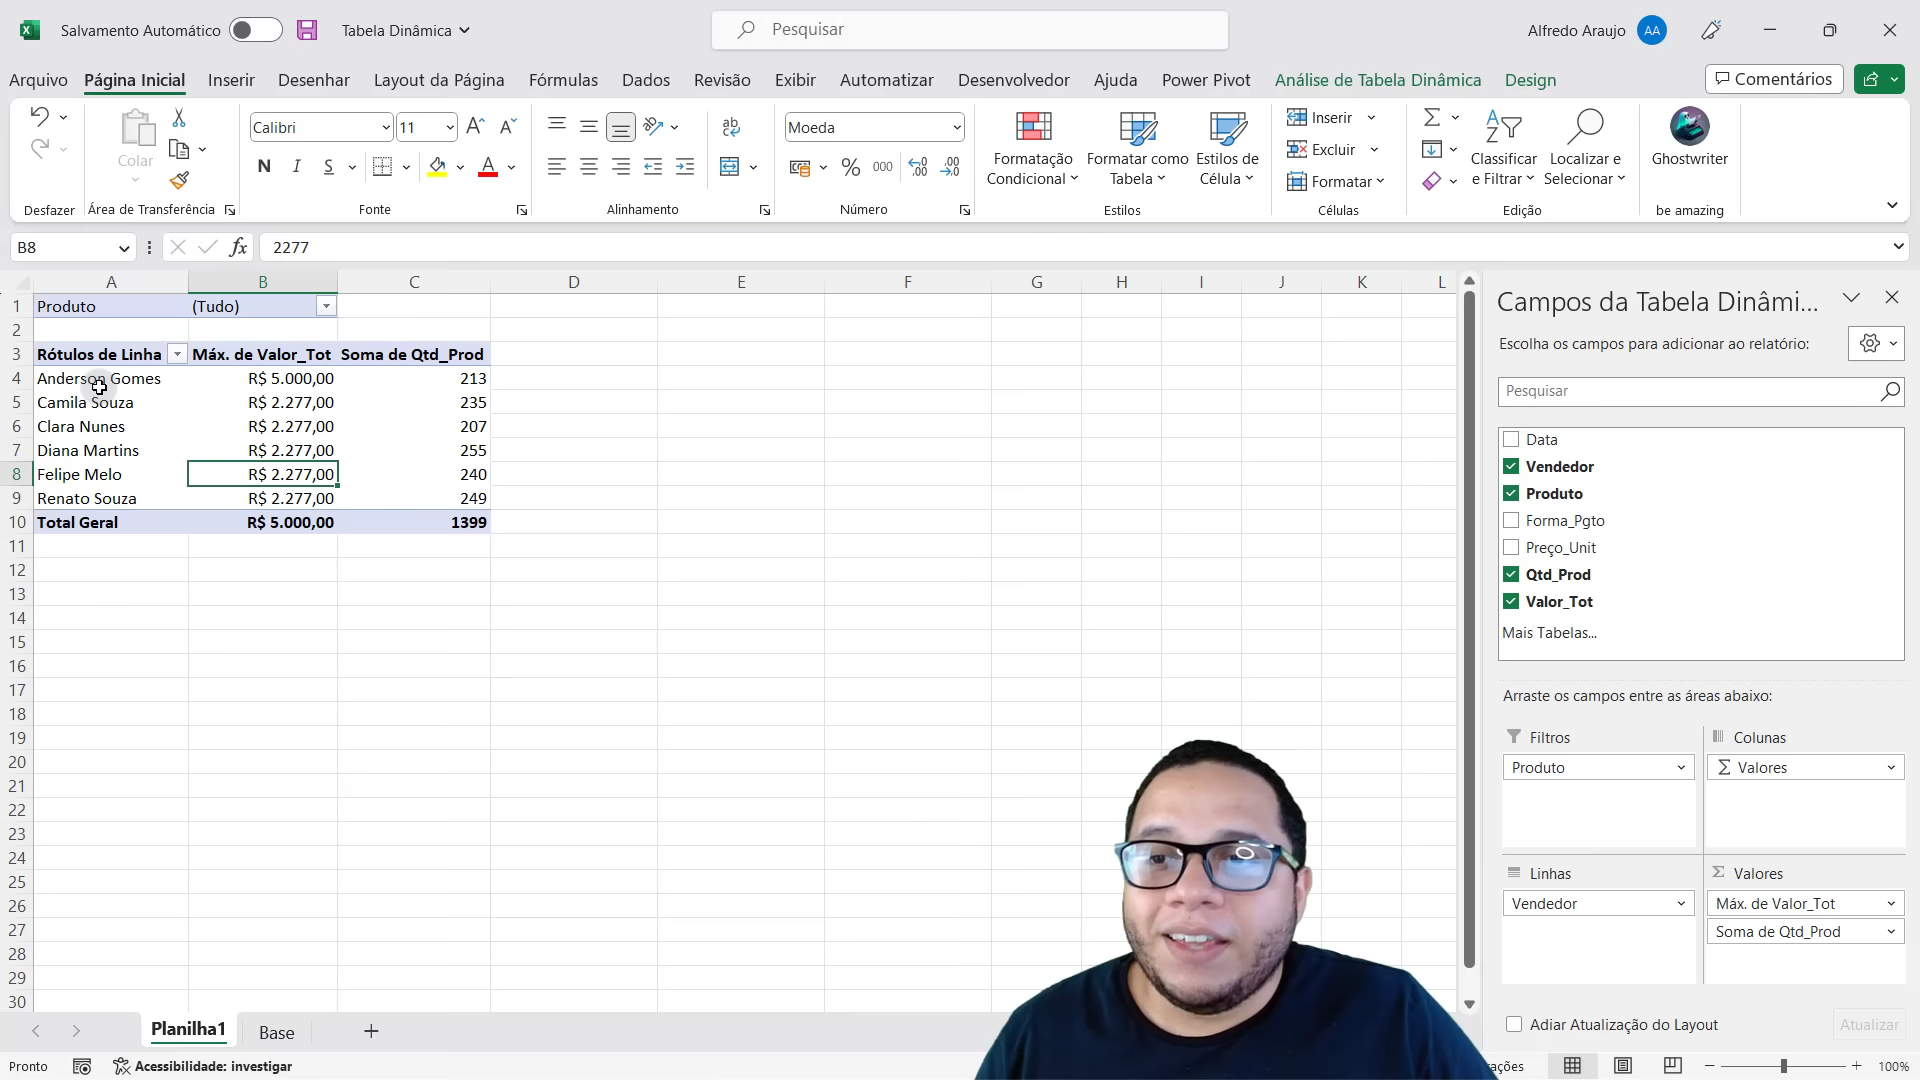 Salvamento Automático
Tabela Dinâmica
Pesquisar
Alfredo Araujo
AA
Arquivo
Página Inicial
Inserir
Desenhar
Layout da Página
Fórmulas
Dados
Revisão
Exibir
Automatizar
Desenvolvedor
Ajuda
Power Pivot
Análise de Tabela Dinâmica
Design
Comentários
Colar
Desfazer
Área de Transferência
Calibri
11
N I S
Fonte
Alinhamento
Moeda
% 000
Número
Formatação Condicional
Formatar como Tabela
Estilos de Célula
Estilos
Inserir
Excluir
Formatar
Células
Classificar e Filtrar
Localizar e Selecionar
Edição
Ghostwriter
be amazing
B8
fx
2277
A B C D E F G H I J K L
1 Produto (Tudo)
2
3 Rótulos de Linha Máx. de Valor_Tot Soma de Qtd_Prod
4 Anderson Gomes R$ 5.000,00 213
5 Camila Souza R$ 2.277,00 235
6 Clara Nunes R$ 2.277,00 207
7 Diana Martins R$ 2.277,00 255
8 Felipe Melo R$ 2.277,00 240
9 Renato Souza R$ 2.277,00 249
10 Total Geral R$ 5.000,00 1399
11
12
13
14
15
16
17
18
19
20
21
22
23
24
25
26
27
28
29
30
Campos da Tabela Dinâmi...
Escolha os campos para adicionar ao relatório:
Pesquisar
Data
Vendedor
Produto
Forma_Pgto
Preço_Unit
Qtd_Prod
Valor_Tot
Mais Tabelas...
Arraste os campos entre as áreas abaixo:
Filtros
Produto
Colunas
Σ Valores
Linhas
Vendedor
Σ Valores
Máx. de Valor_Tot
Soma de Qtd_Prod
Adiar Atualização do Layout
Atualizar
Planilha1
Base
Pronto
Acessibilidade: investigar
100%